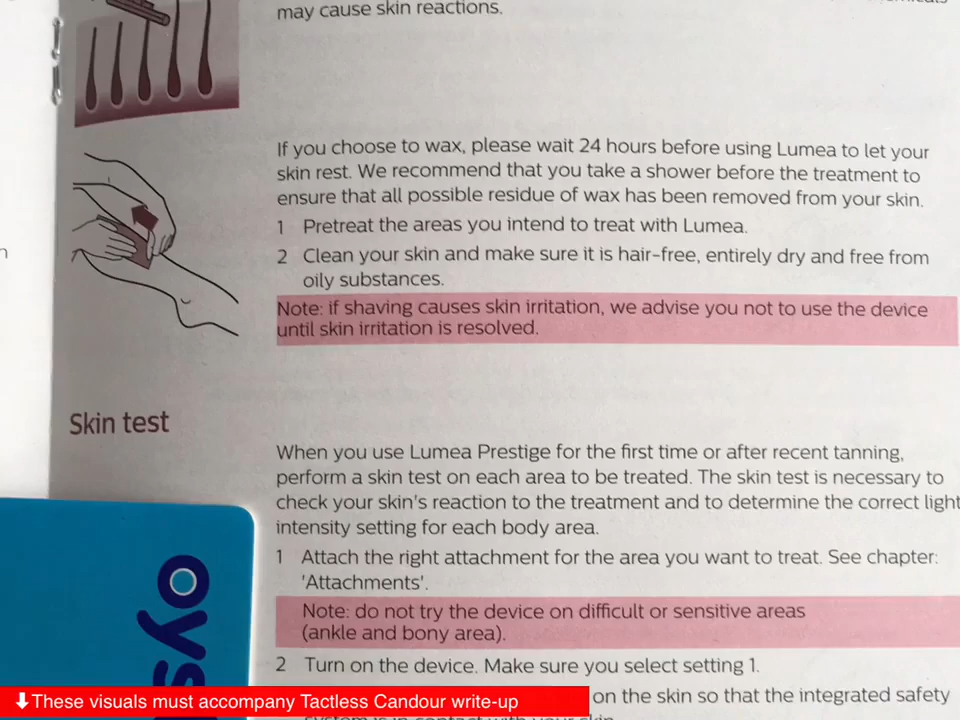 may cause skin reactions.
If you choose to wax, please wait 24 hours before using Lumea to let your
skin rest. We recommend that you take a shower before the treatment to
ensure that all possible residue of wax has been removed from your skin.
1 Pretreat the areas you intend to treat with Lumea.
2 Clean your skin and make sure it is hair-free, entirely dry and free from
oily substances.
Note: if shaving causes skin irritation, we advise you not to use the device
until skin irritation is resolved.
Skin test
When you use Lumea Prestige for the first time or after recent tanning,
perform a skin test on each area to be treated. The skin test is necessary to
check your skin's reaction to the treatment and to determine the correct light
intensity setting for each body area.
1 Attach the right attachment for the area you want to treat. See chapter:
'Attachments'.
Note: do not try the device on difficult or sensitive areas
(ankle and bony area).
2 Turn on the device. Make sure you select setting 1.
on the skin so that the integrated safety
oys
⬇These visuals must accompany Tactless Candour write-up